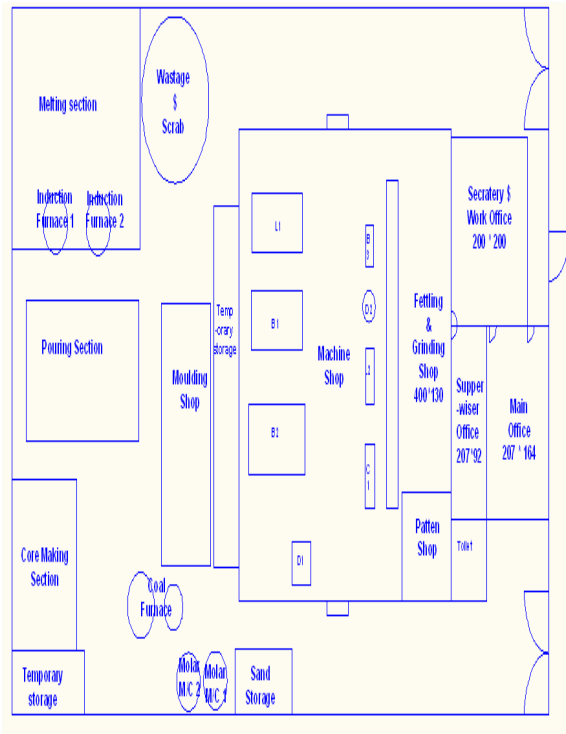 Melting section
Wastage
$
Scrab
Induction
Furnace 1
Induction
Furnace 2
Secratery $
Work Office
200 * 200
L1
B
3
Temp
-orary
storage
D2
Fettling
&
Grinding
Shop
400*130
B1
Pouring Section
Machine
Shop
Moulding
Shop
L2
Supper
-wiser
Office
207*92
Main
Office
207 * 164
B2
C
1
Patten
Shop
Toilet
Core Making
Section
D1
Coal
Furnace
Temporary
storage
Molar
M/C 2
Molar
M/C 1
Sand
Storage